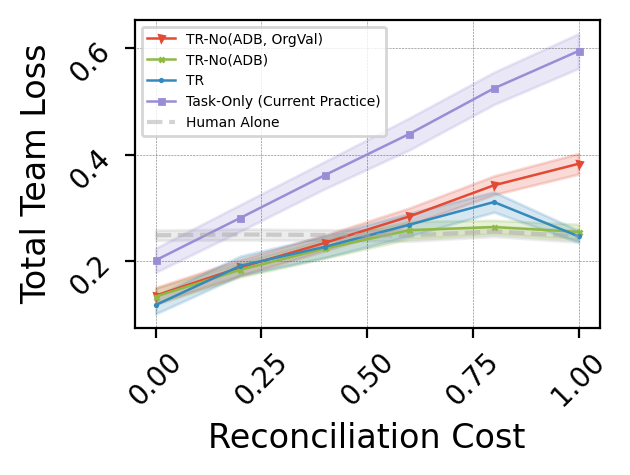 TR-No(ADB, OrgVal)
TR-No(ADB)
TR
Task-Only (Current Practice)
Human Alone
Total Team Loss
0.6
0.4
0.2
0.00
0.25
0.50
0.75
1.00
Reconciliation Cost